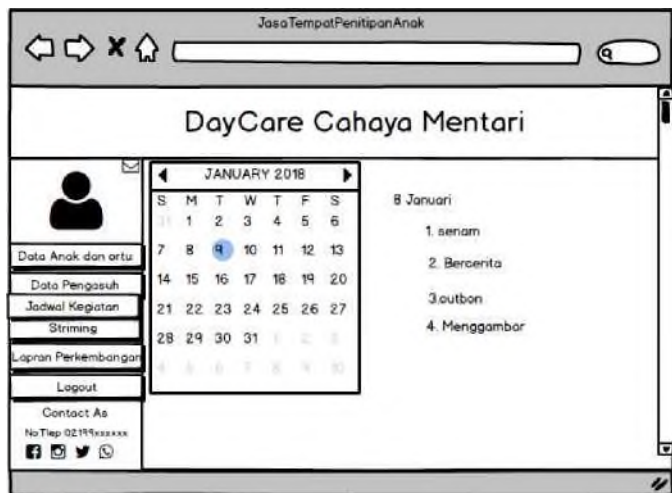 JasaTempatPenitipanAnak
DayCare Cahaya Mentari
JANUARY 2018
S M T W T F S
31 1 2 3 4 5 6
7 8 9 10 11 12 13
14 15 16 17 18 19 20
21 22 23 24 25 26 27
28 29 30 31 1 2 3
4 5 6 7 8 9 10
8 Januari
1. senam
2. Bercerita
3.outbon
4. Menggambar
Data Anak dan ortu
Data Pengasuh
Jadwal Kegiatan
Striming
Lapran Perkembangan
Logout
Contact As
NoTlep 02199xxxxxx